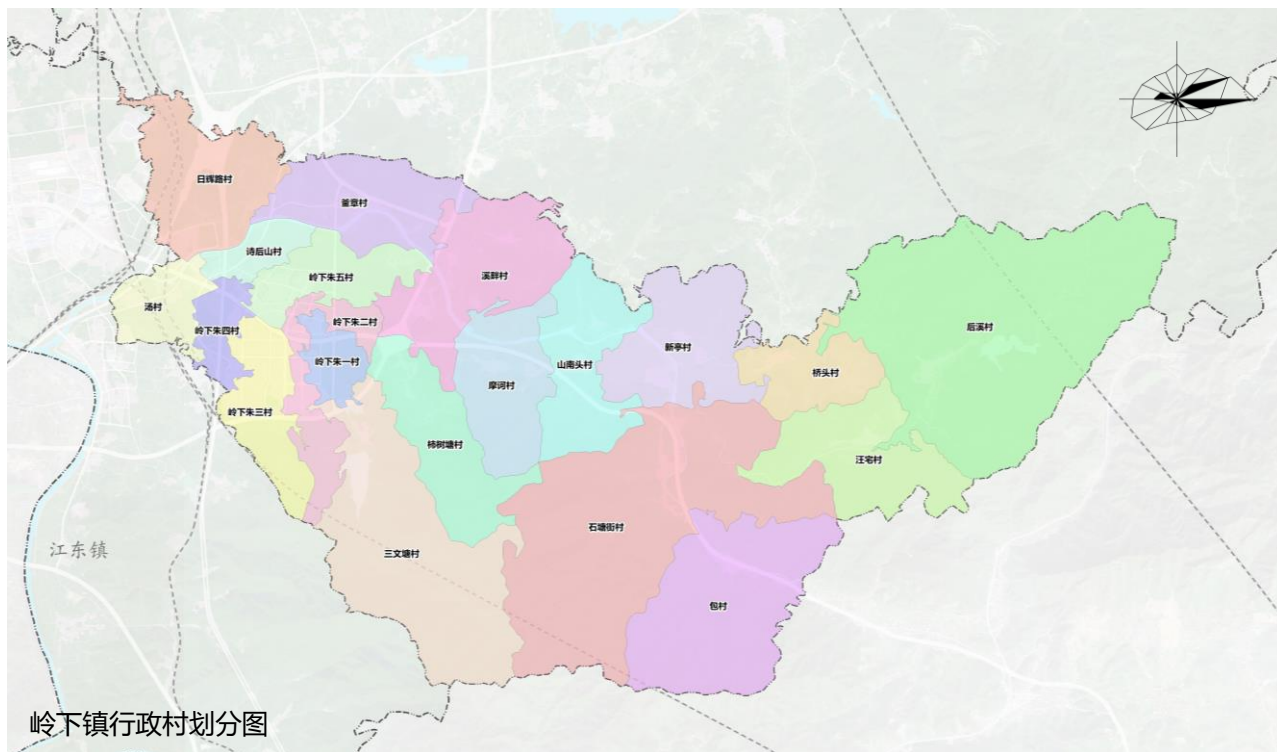 日辉路村
釜章村
诗后山村
岭下朱五村
溪畔村
汤村
岭下朱四村
岭下朱二村
后溪村
新亭村
岭下朱一村
山南头村
桥头村
摩诃村
岭下朱三村
柿树塘村
汪宅村
石塘街村
江东镇
三文塘村
包村
岭下镇行政村划分图